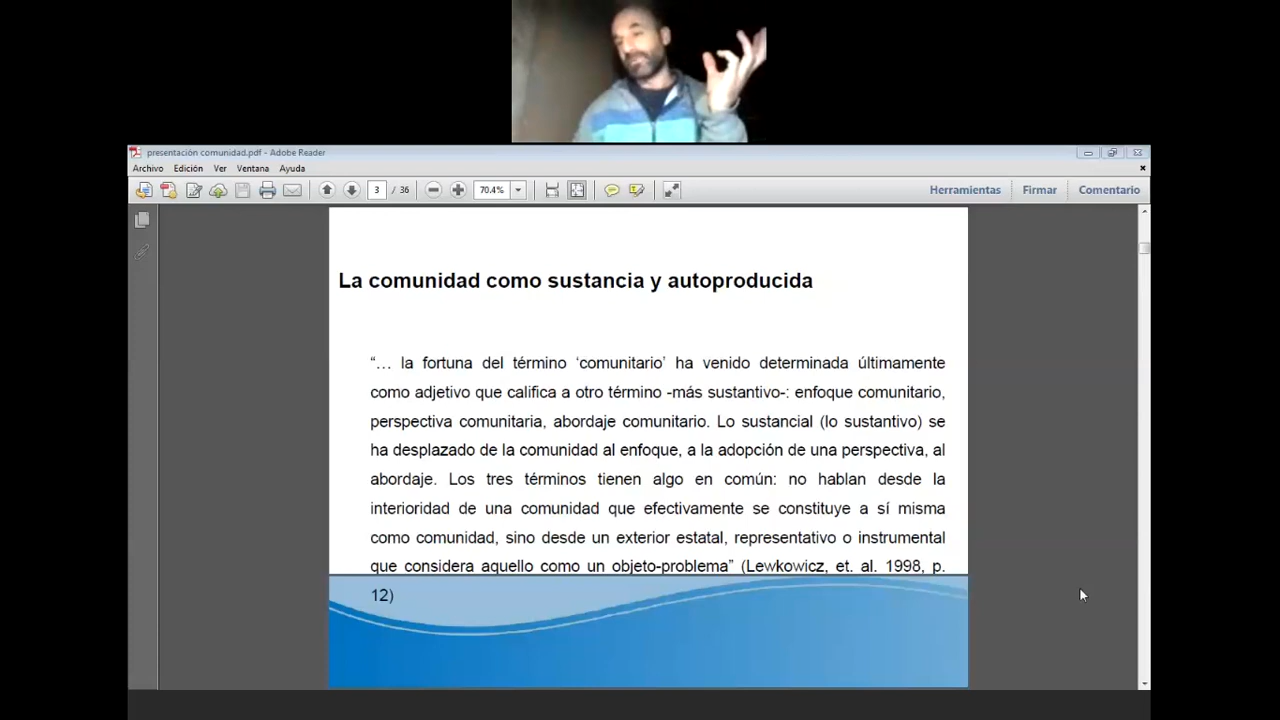 presentación comunidad.pdf - Adobe Reader
Archivo Edición Ver Ventana Ayuda
3 / 36 70.4% Herramientas Firmar Comentario
La comunidad como sustancia y autoproducida
“… la fortuna del término ‘comunitario’ ha venido determinada últimamente
como adjetivo que califica a otro término -más sustantivo-: enfoque comunitario,
perspectiva comunitaria, abordaje comunitario. Lo sustancial (lo sustantivo) se
ha desplazado de la comunidad al enfoque, a la adopción de una perspectiva, al
abordaje. Los tres términos tienen algo en común: no hablan desde la
interioridad de una comunidad que efectivamente se constituye a sí misma
como comunidad, sino desde un exterior estatal, representativo o instrumental
que considera aquello como un objeto-problema” (Lewkowicz, et. al. 1998, p.
12)